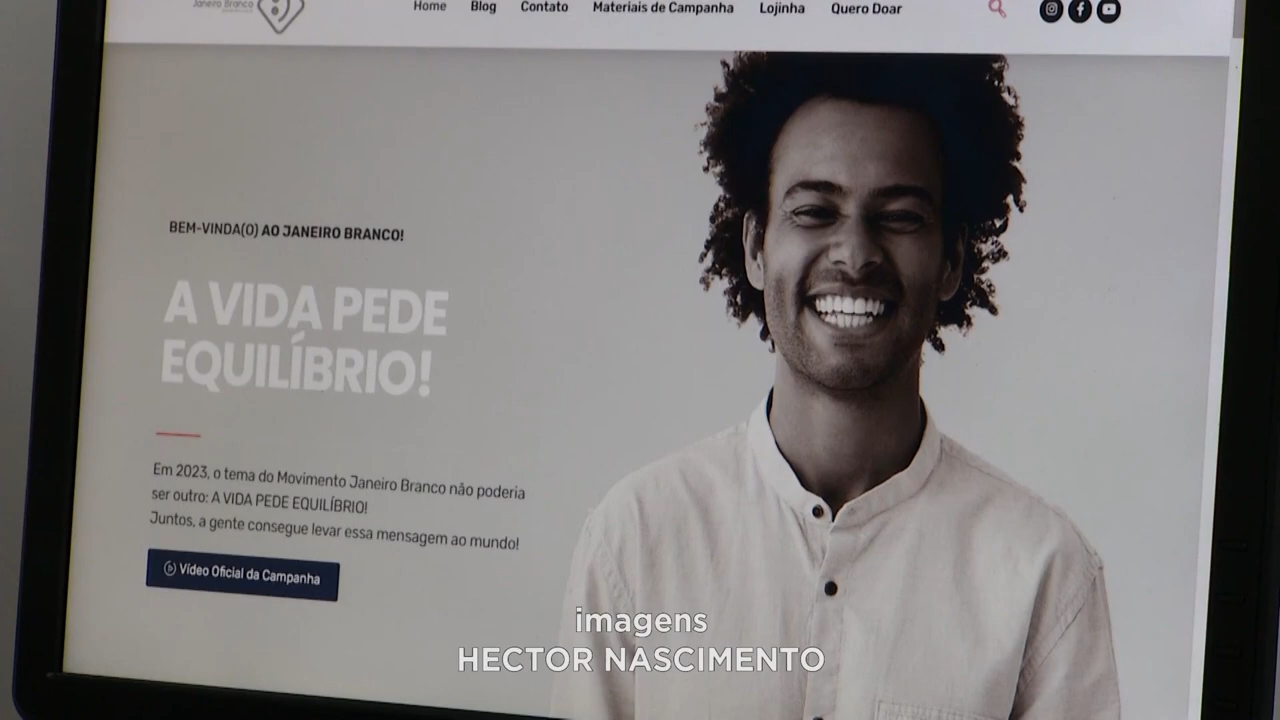 Janeiro Branco
Home Blog Contato Materiais de Campanha Lojinha Quero Doar
BEM-VINDA(O) AO JANEIRO BRANCO!
A VIDA PEDE
EQUILÍBRIO!
Em 2023, o tema do Movimento Janeiro Branco não poderia
ser outro: A VIDA PEDE EQUILÍBRIO!
Juntos, a gente consegue levar essa mensagem ao mundo!
Vídeo Oficial da Campanha
imagens
HECTOR NASCIMENTO